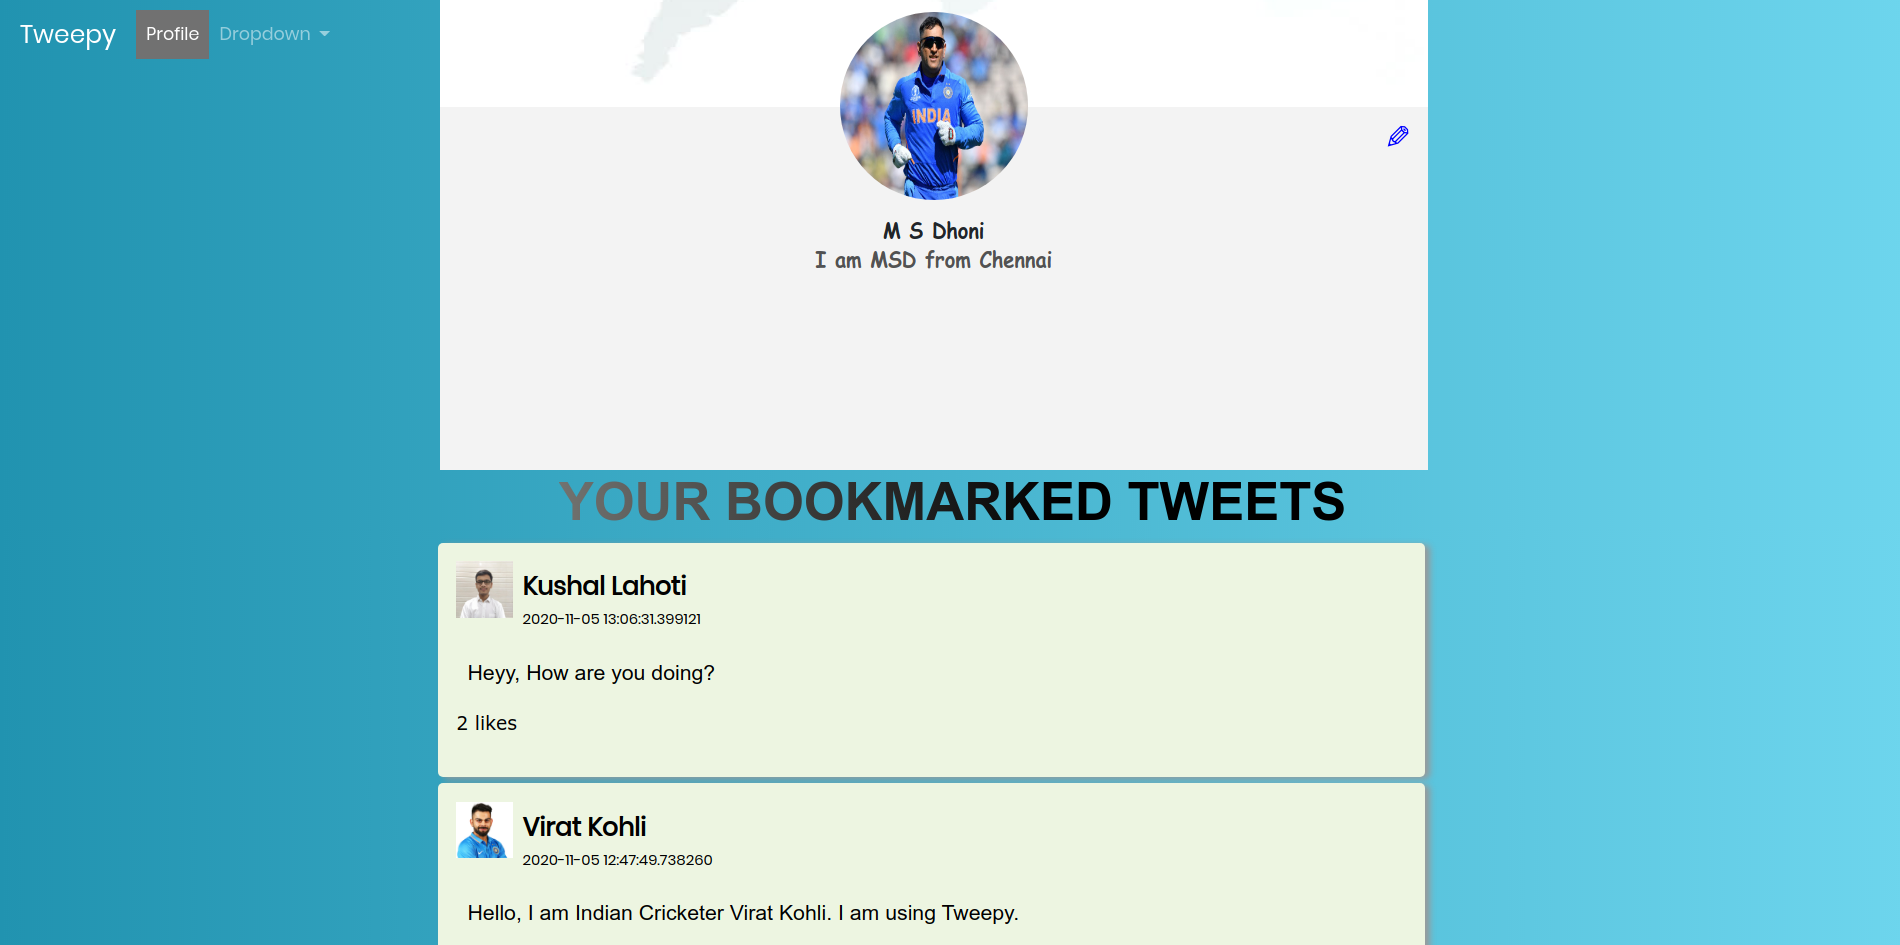 Tweepy Profile Dropdown
INDIA
M S Dhoni
I am MSD from Chennai
YOUR BOOKMARKED TWEETS
Kushal Lahoti
2020-11-05 13:06:31.399121
Heyy, How are you doing?
2 likes
Virat Kohli
2020-11-05 12:47:49.738260
Hello, I am Indian Cricketer Virat Kohli. I am using Tweepy.